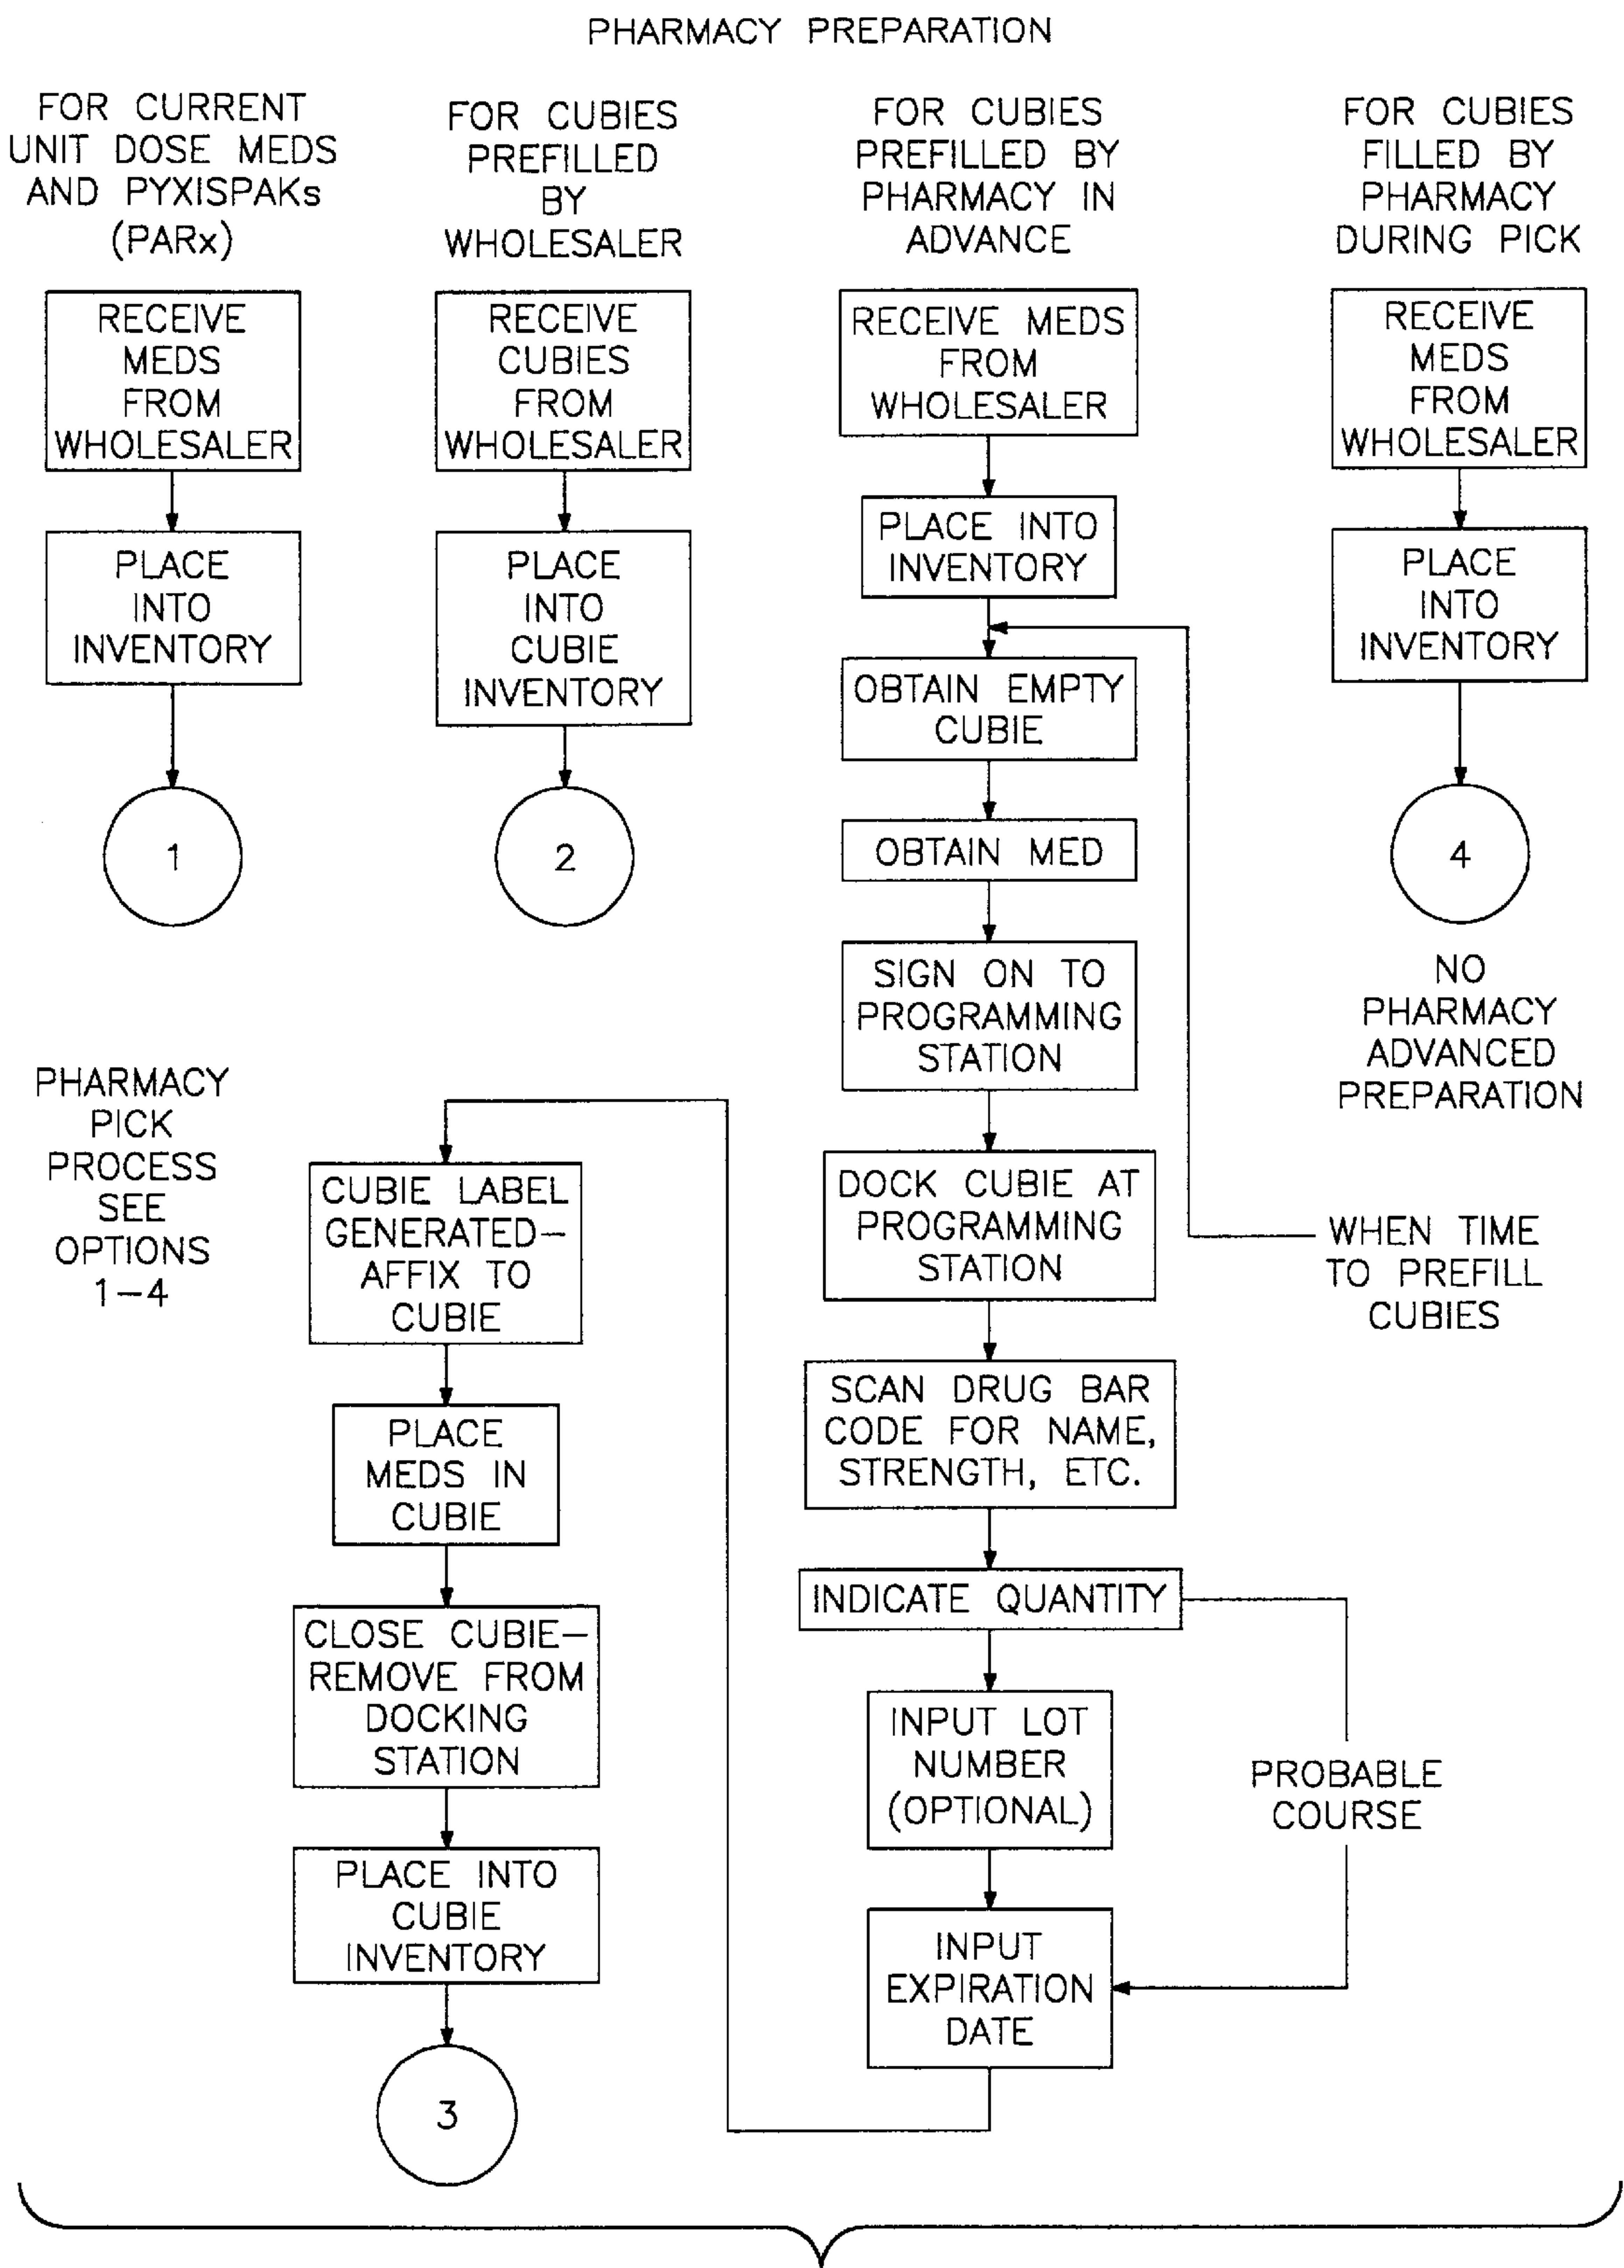 PHARMACY PREPARATION
FOR CURRENT
UNIT DOSE MEDS
AND PYXISPAKs
(PARx)
RECEIVE
MEDS
FROM
WHOLESALER
PLACE
INTO
INVENTORY
1
FOR CUBIES
PREFILLED
BY
WHOLESALER
RECEIVE
CUBIES
FROM
WHOLESALER
PLACE
INTO
CUBIE
INVENTORY
2
FOR CUBIES
PREFILLED BY
PHARMACY IN
ADVANCE
RECEIVE MEDS
FROM
WHOLESALER
PLACE INTO
INVENTORY
OBTAIN EMPTY
CUBIE
OBTAIN MED
SIGN ON TO
PROGRAMMING
STATION
DOCK CUBIE AT
PROGRAMMING
STATION
WHEN TIME
TO PREFILL
CUBIES
SCAN DRUG BAR
CODE FOR NAME,
STRENGTH, ETC.
INDICATE QUANTITY
INPUT LOT
NUMBER
(OPTIONAL)
PROBABLE
COURSE
INPUT
EXPIRATION
DATE
CUBIE LABEL
GENERATED—
AFFIX TO
CUBIE
PLACE
MEDS IN
CUBIE
CLOSE CUBIE—
REMOVE FROM
DOCKING
STATION
PLACE INTO
CUBIE
INVENTORY
3
FOR CUBIES
FILLED BY
PHARMACY
DURING PICK
RECEIVE
MEDS
FROM
WHOLESALER
PLACE
INTO
INVENTORY
4
NO
PHARMACY
ADVANCED
PREPARATION
PHARMACY
PICK
PROCESS
SEE
OPTIONS
1—4